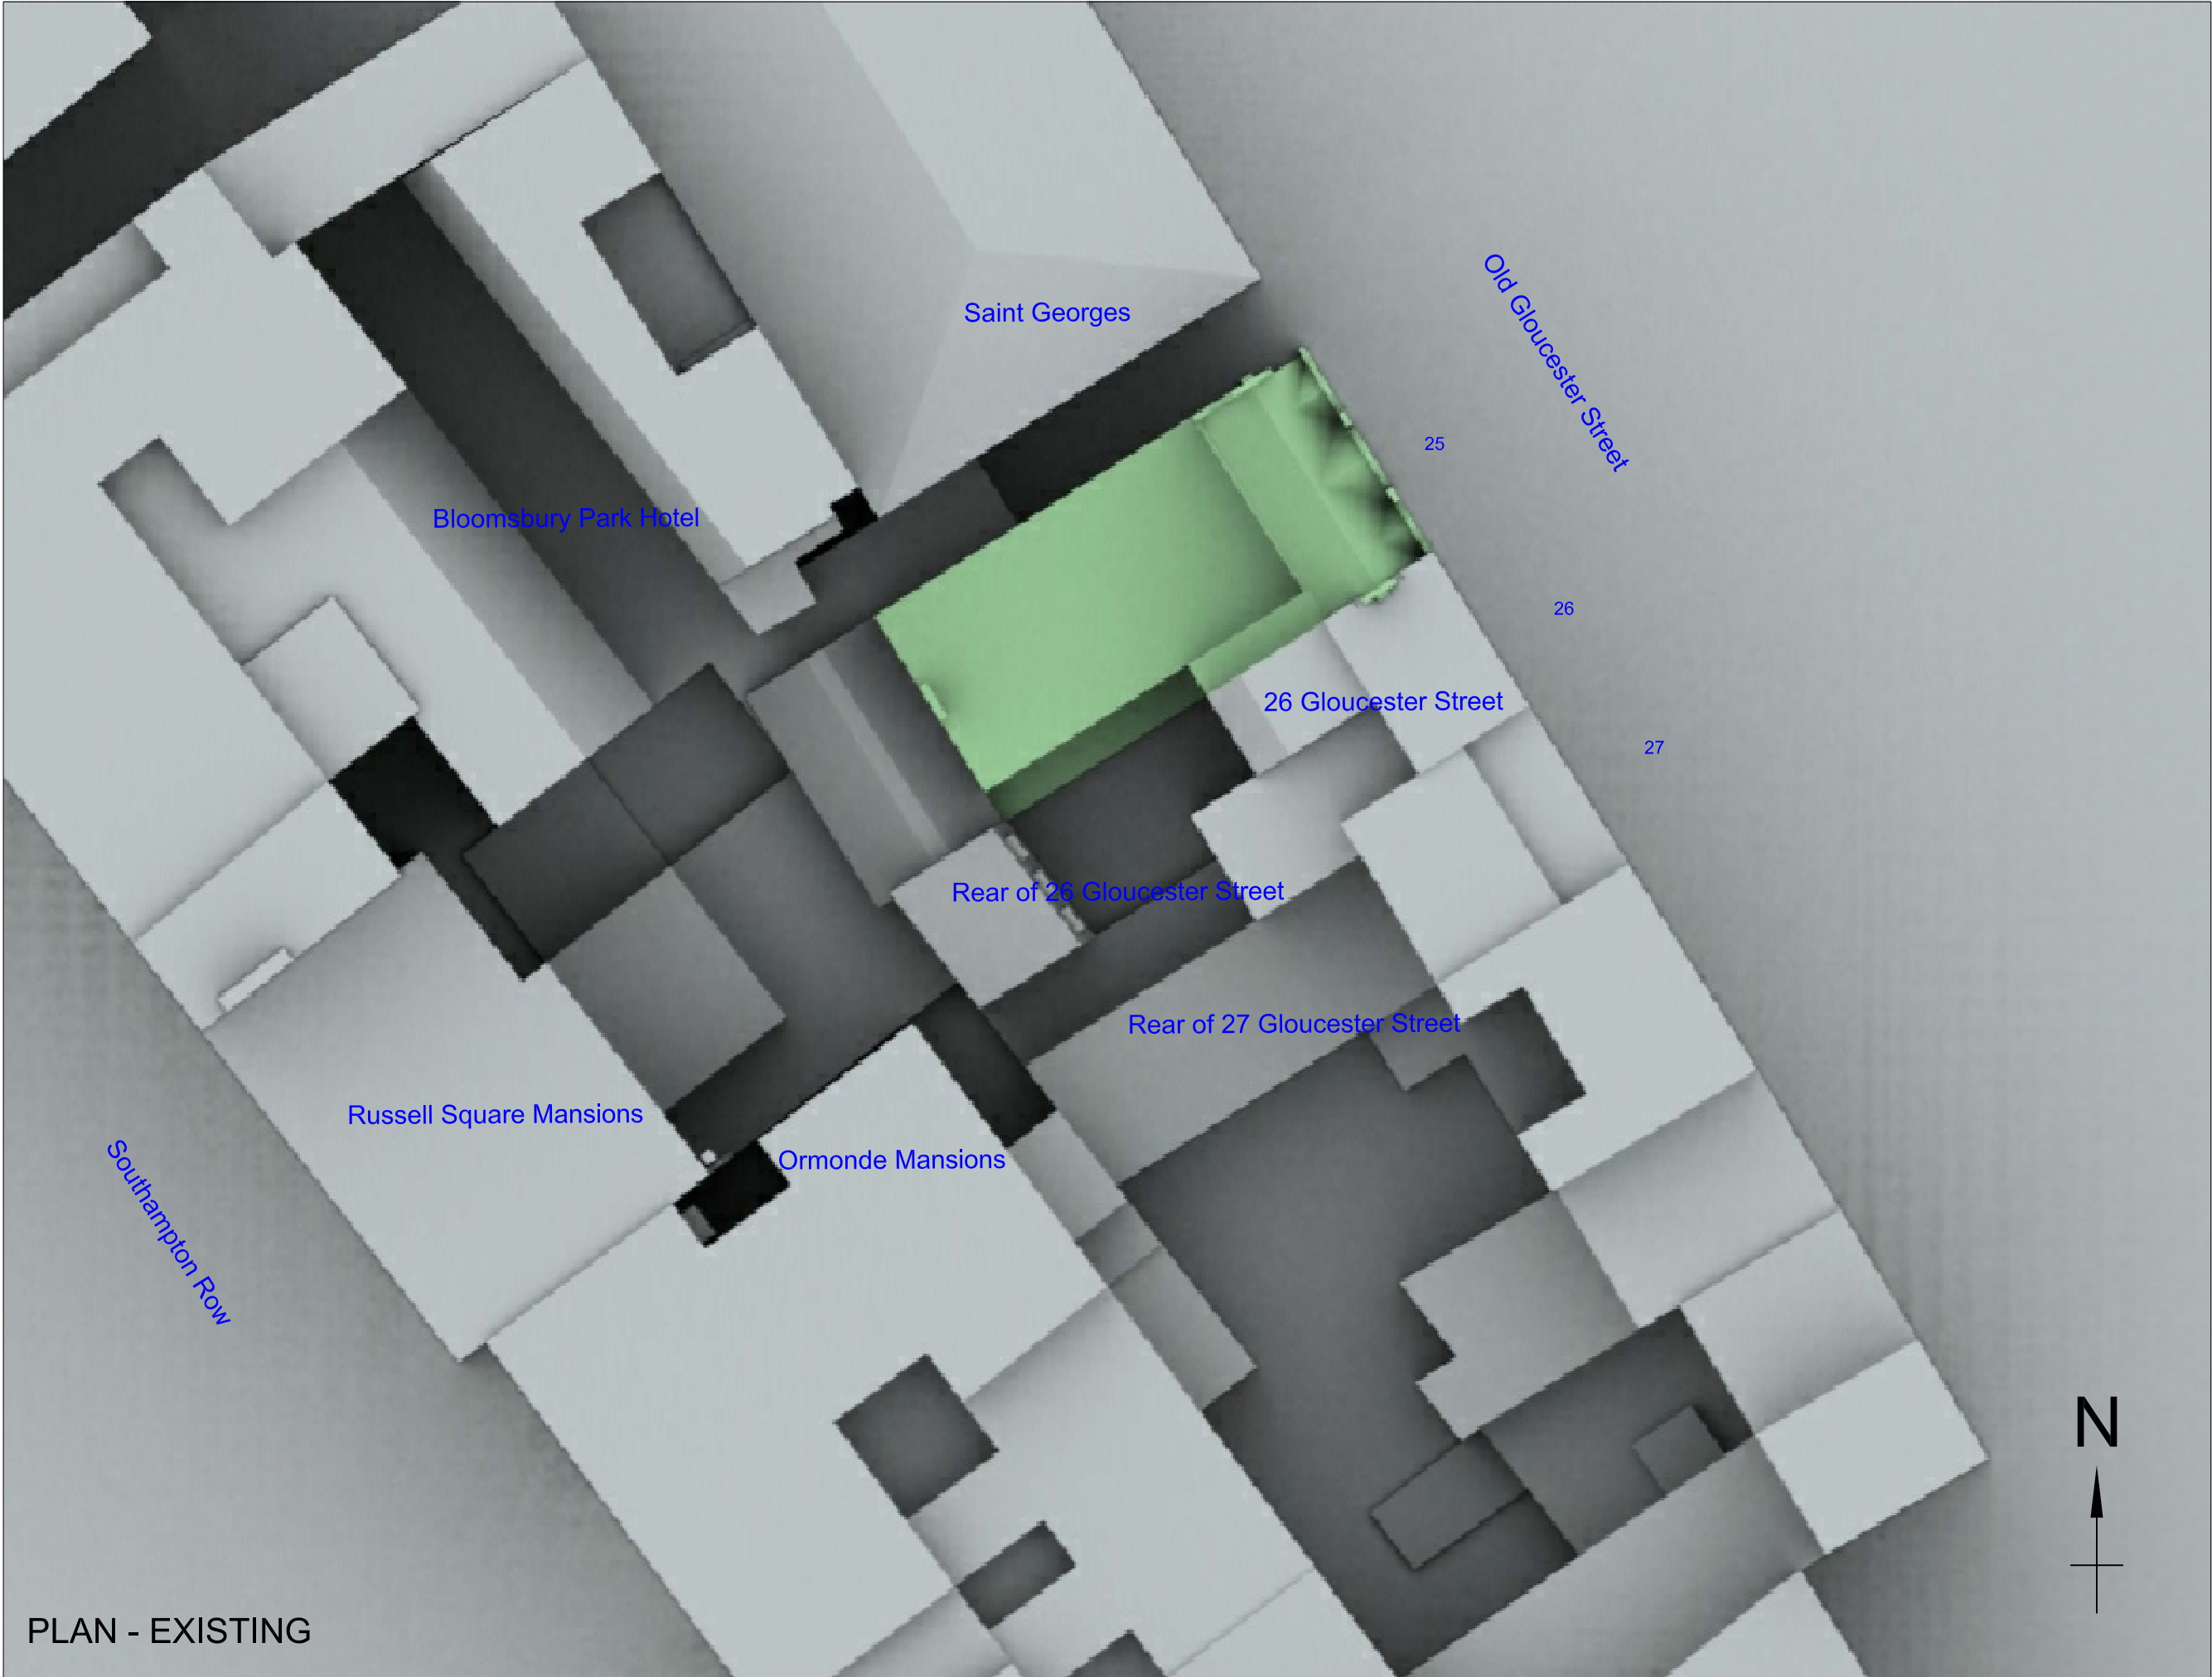 Old Gloucester Street
Saint Georges
25
Bloomsbury Park Hotel
26
26 Gloucester Street
27
Rear of 26 Gloucester Street
Rear of 27 Gloucester Street
Russell Square Mansions
Ormonde Mansions
Southampton Row
N
PLAN - EXISTING